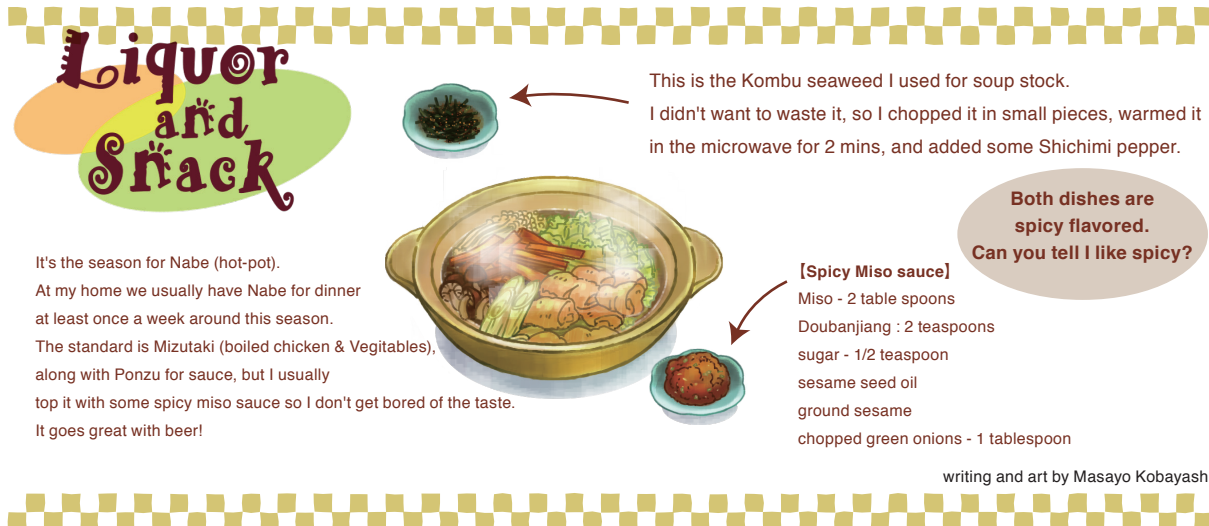 Liquor
and
Snack
This is the Kombu seaweed I used for soup stock.
I didn't want to waste it, so I chopped it in small pieces, warmed it
in the microwave for 2 mins, and added some Shichimi pepper.
Both dishes are
spicy flavored.
Can you tell I like spicy?
It's the season for Nabe (hot-pot).
At my home we usually have Nabe for dinner
at least once a week around this season.
The standard is Mizutaki (boiled chicken & Vegitables),
along with Ponzu for sauce, but I usually
top it with some spicy miso sauce so I don't get bored of the taste.
It goes great with beer!
【Spicy Miso sauce】
Miso - 2 table spoons
Doubanjiang : 2 teaspoons
sugar - 1/2 teaspoon
sesame seed oil
ground sesame
chopped green onions - 1 tablespoon
writing and art by Masayo Kobayash